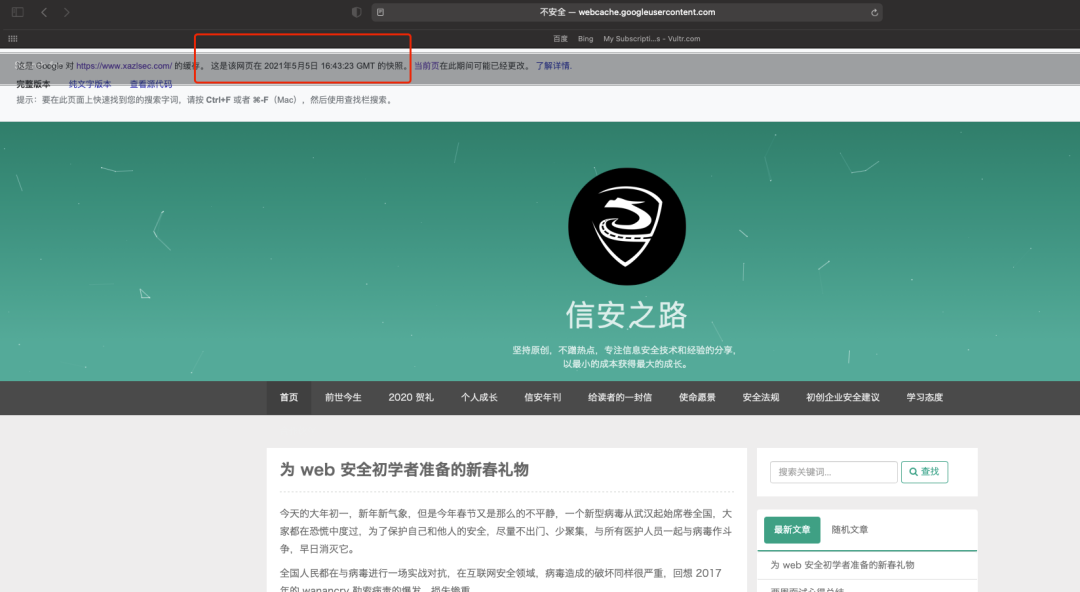 不安全 — webcache.googleusercontent.com
百度 Bing My Subscripti...s - Vultr.com
这是 Google 对 https://www.xazlsec.com/ 的缓存。 这是该网页在 2021年5月5日 16:43:23 GMT 的快照。 当前页在此期间可能已经更改。 了解详情.
完整版本 纯文字版本 查看源代码
提示：要在此页面上快速找到您的搜索字词，请按 Ctrl+F 或者 ⌘-F（Mac），然后使用查找栏搜索。
信安之路
坚持原创，不蹭热点，专注信息安全技术和经验的分享，
以最小的成本获得最大的成长。
首页 前世今生 2020 贺礼 个人成长 信安年刊 给读者的一封信 使命愿景 安全法规 初创企业安全建议 学习态度
为 web 安全初学者准备的新春礼物
今天的大年初一，新年新气象，但是今年春节又是那么的不平静，一个新型病毒从武汉起始席卷全国，大
家都在恐慌中度过，为了保护自己和他人的安全，尽量不出门、少聚集，与所有医护人员一起与病毒作斗
争，早日消灭它。
全国人民都在与病毒进行一场实战对抗，在互联网安全领域，病毒造成的破坏同样很严重，回想 2017
年的 wanancry 勒索病毒的爆发，损失惨重
搜索关键词...
查找
最新文章 随机文章
为 web 安全初学者准备的新春礼物